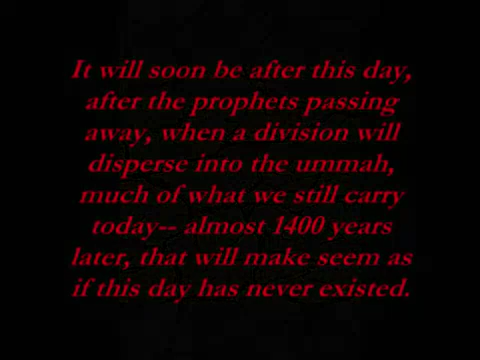 It will soon be after this day,
after the prophets passing
away, when a division will
disperse into the ummah,
much of what we still carry
today-- almost 1400 years
later, that will make seem as
if this day has never existed.